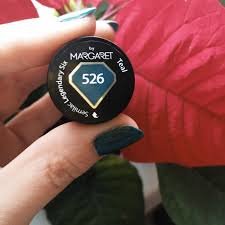 by
MARGARET
Teal
526
Semilac Legendary Six